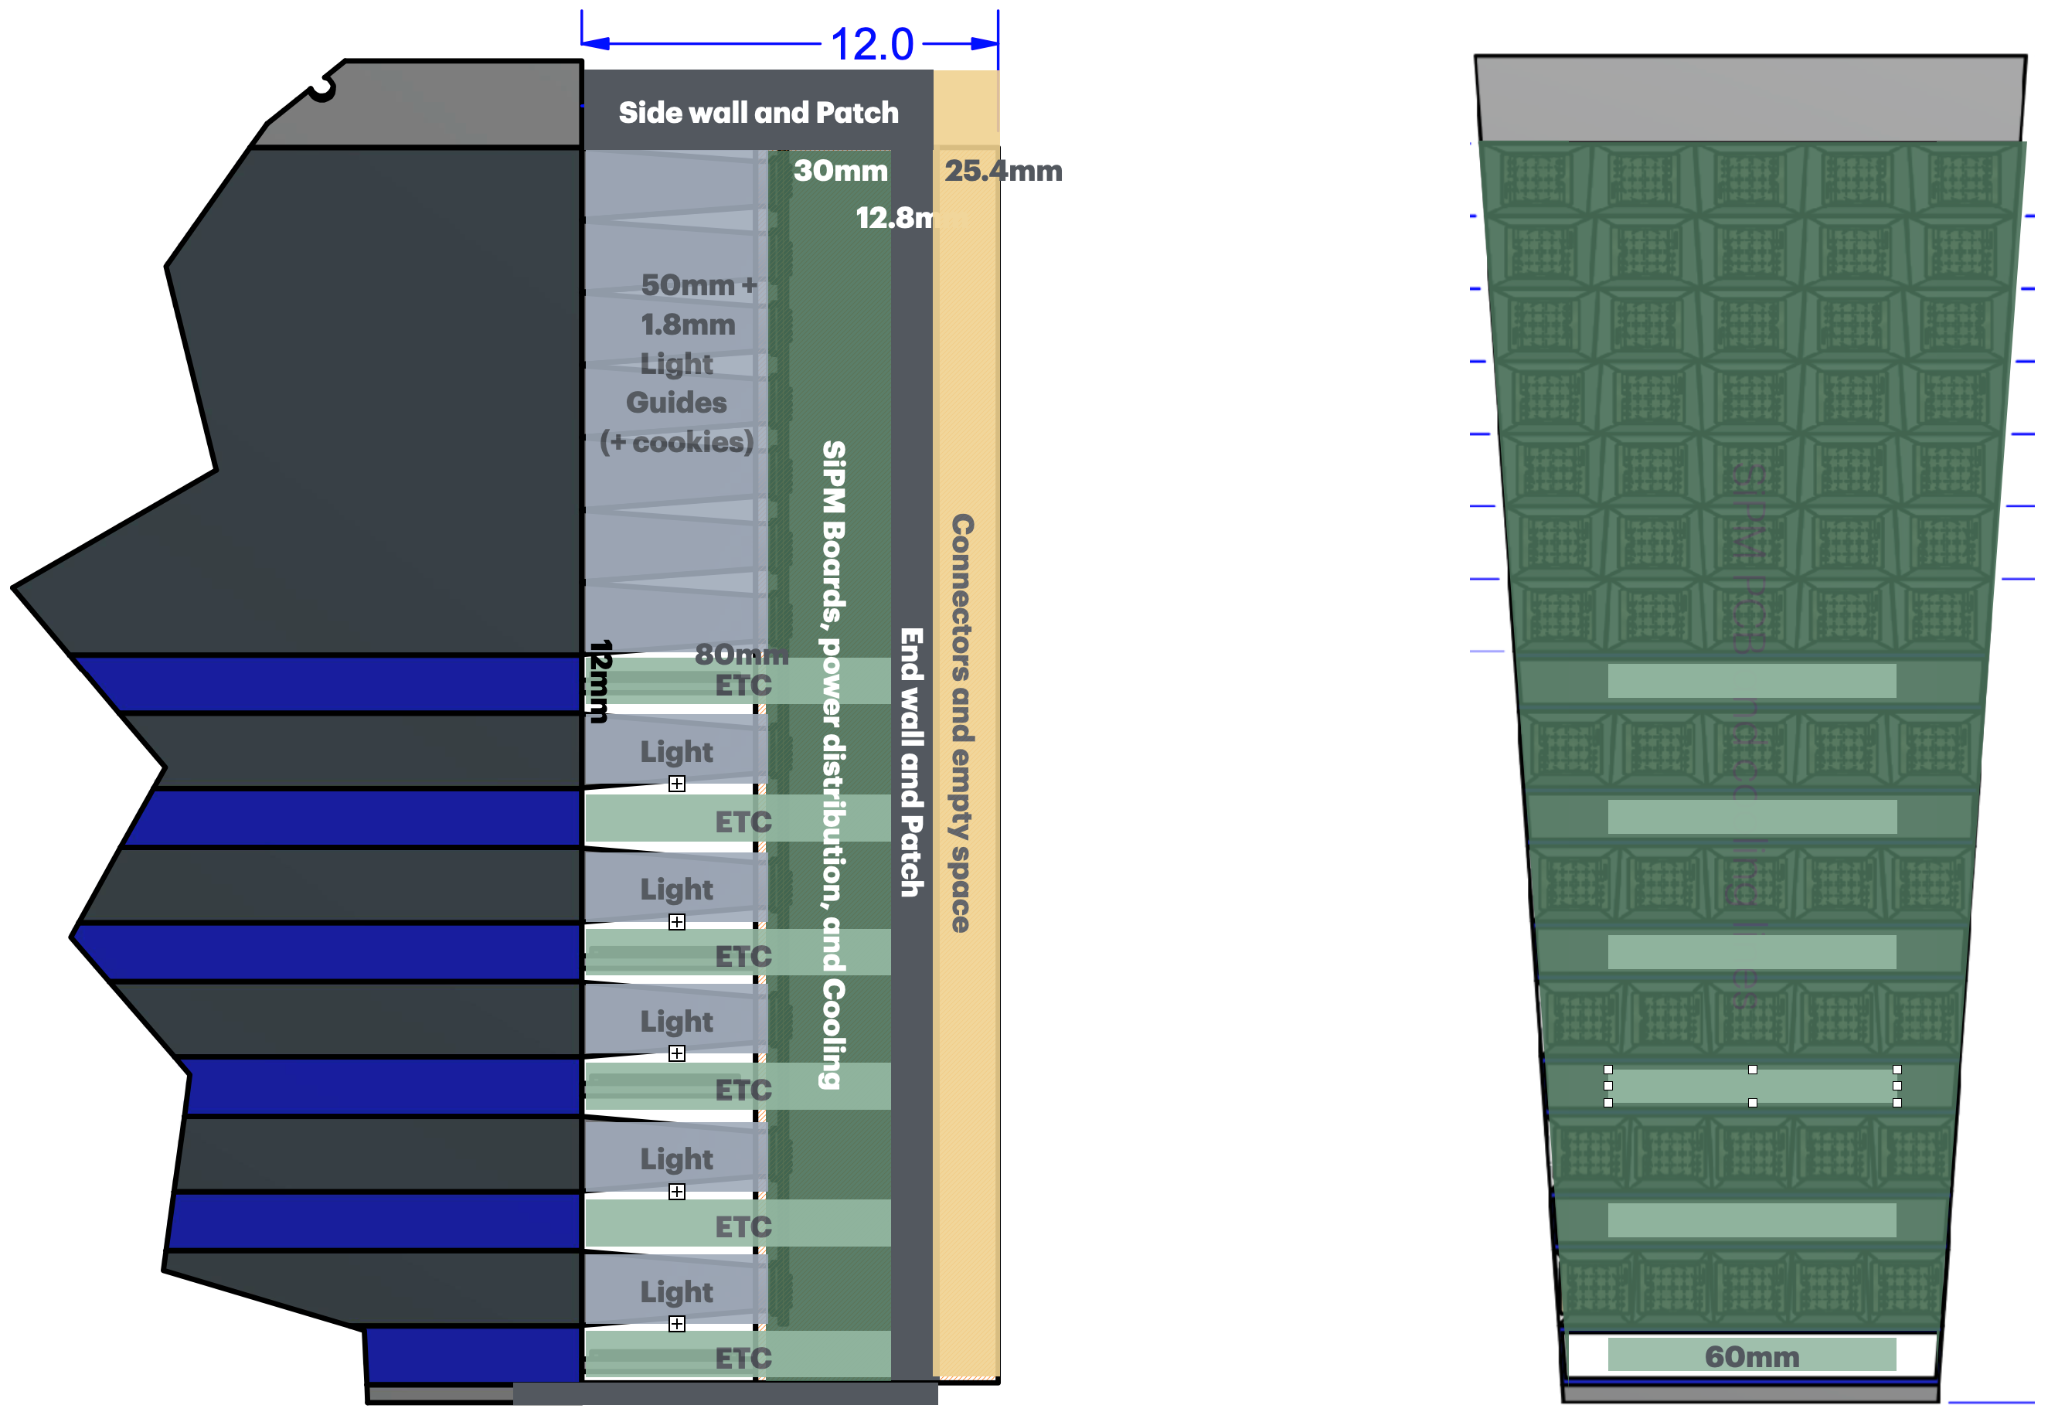 12.0
Side wall and Patch
30mm
25.4mm
12.8m
50mm +
1.8mm
Light
Guides
(+ cookies)
SiPM Boards, power distribution, and Cooling
End wall and Patch
Connectors and empty space
12mm
80mm
ETC
Light
ETC
Light
ETC
Light
ETC
Light
ETC
Light
ETC
SiPM PCB
60mm